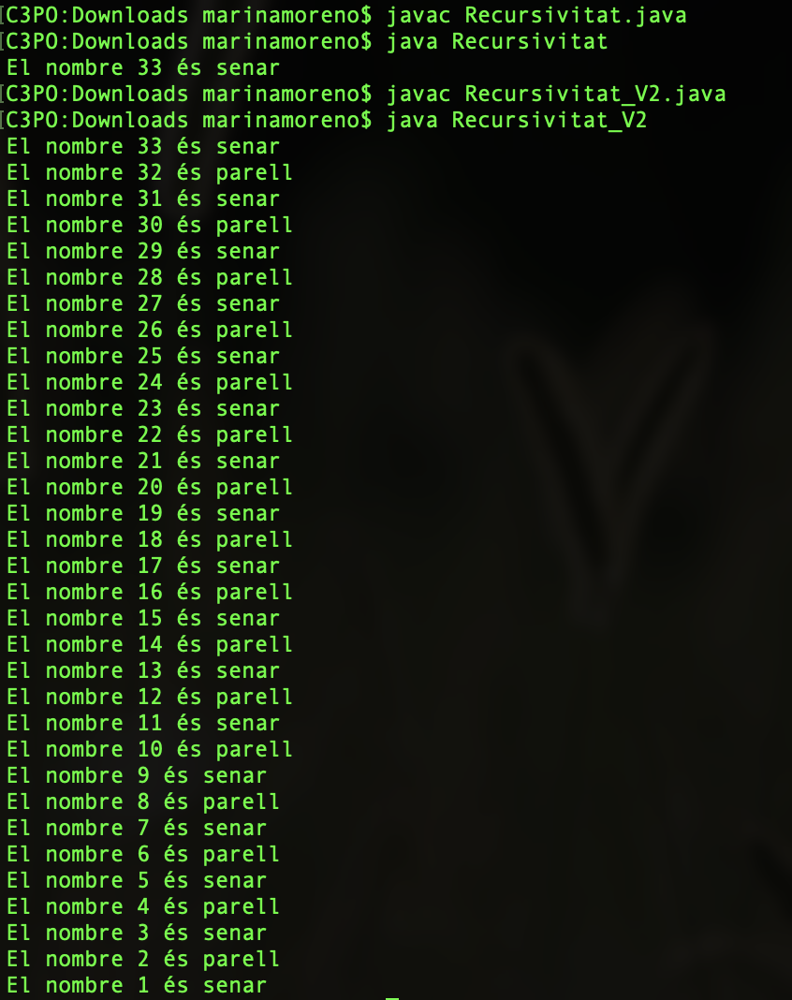 [C3PO:Downloads marinamoreno$ javac Recursivitat.java
[C3PO:Downloads marinamoreno$ java Recursivitat
El nombre 33 és senar
[C3PO:Downloads marinamoreno$ javac Recursivitat_V2.java
[C3PO:Downloads marinamoreno$ java Recursivitat_V2
El nombre 33 és senar
El nombre 32 és parell
El nombre 31 és senar
El nombre 30 és parell
El nombre 29 és senar
El nombre 28 és parell
El nombre 27 és senar
El nombre 26 és parell
El nombre 25 és senar
El nombre 24 és parell
El nombre 23 és senar
El nombre 22 és parell
El nombre 21 és senar
El nombre 20 és parell
El nombre 19 és senar
El nombre 18 és parell
El nombre 17 és senar
El nombre 16 és parell
El nombre 15 és senar
El nombre 14 és parell
El nombre 13 és senar
El nombre 12 és parell
El nombre 11 és senar
El nombre 10 és parell
El nombre 9 és senar
El nombre 8 és parell
El nombre 7 és senar
El nombre 6 és parell
El nombre 5 és senar
El nombre 4 és parell
El nombre 3 és senar
El nombre 2 és parell
El nombre 1 és senar